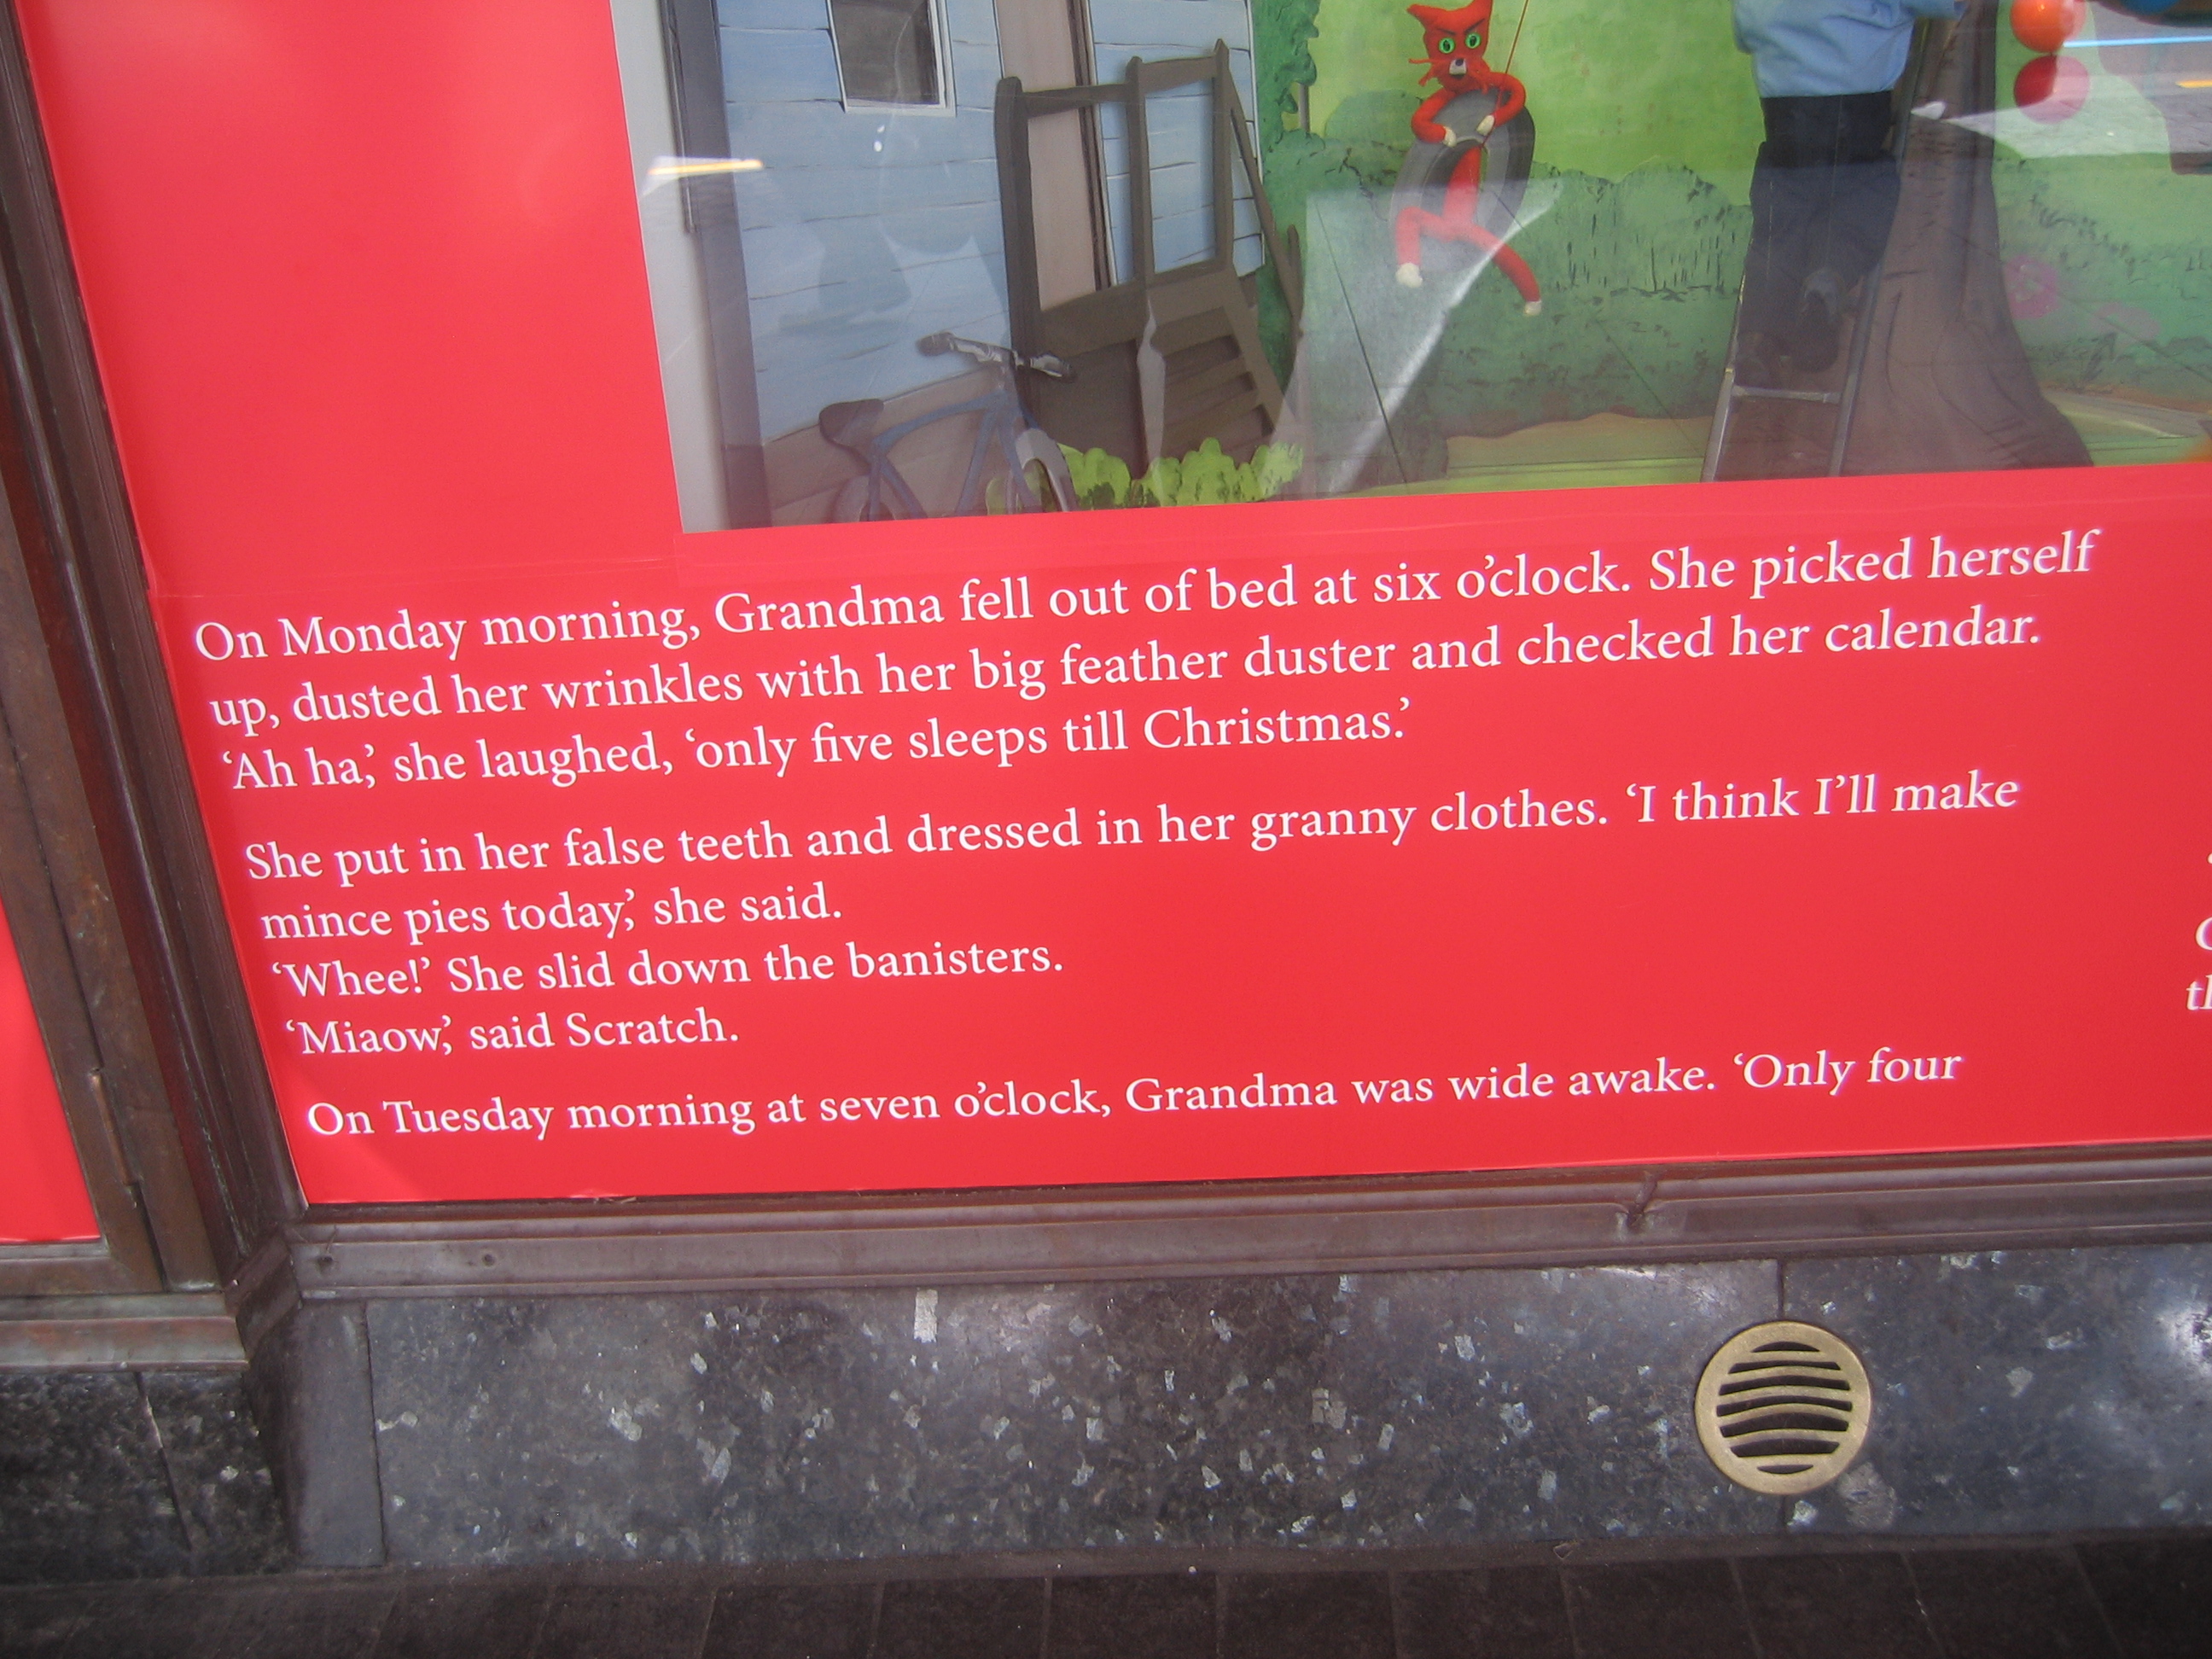 On Monday morning, Grandma fell out of bed at six o’clock. She picked herself
up, dusted her wrinkles with her big feather duster and checked her calendar.
‘Ah ha,’ she laughed, ‘only five sleeps till Christmas.’
She put in her false teeth and dressed in her granny clothes. ‘I think I’ll make
mince pies today,’ she said.
‘Whee!’ She slid down the banisters.
‘Miaow,’ said Scratch.
On Tuesday morning at seven o’clock, Grandma was wide awake. ‘Only four